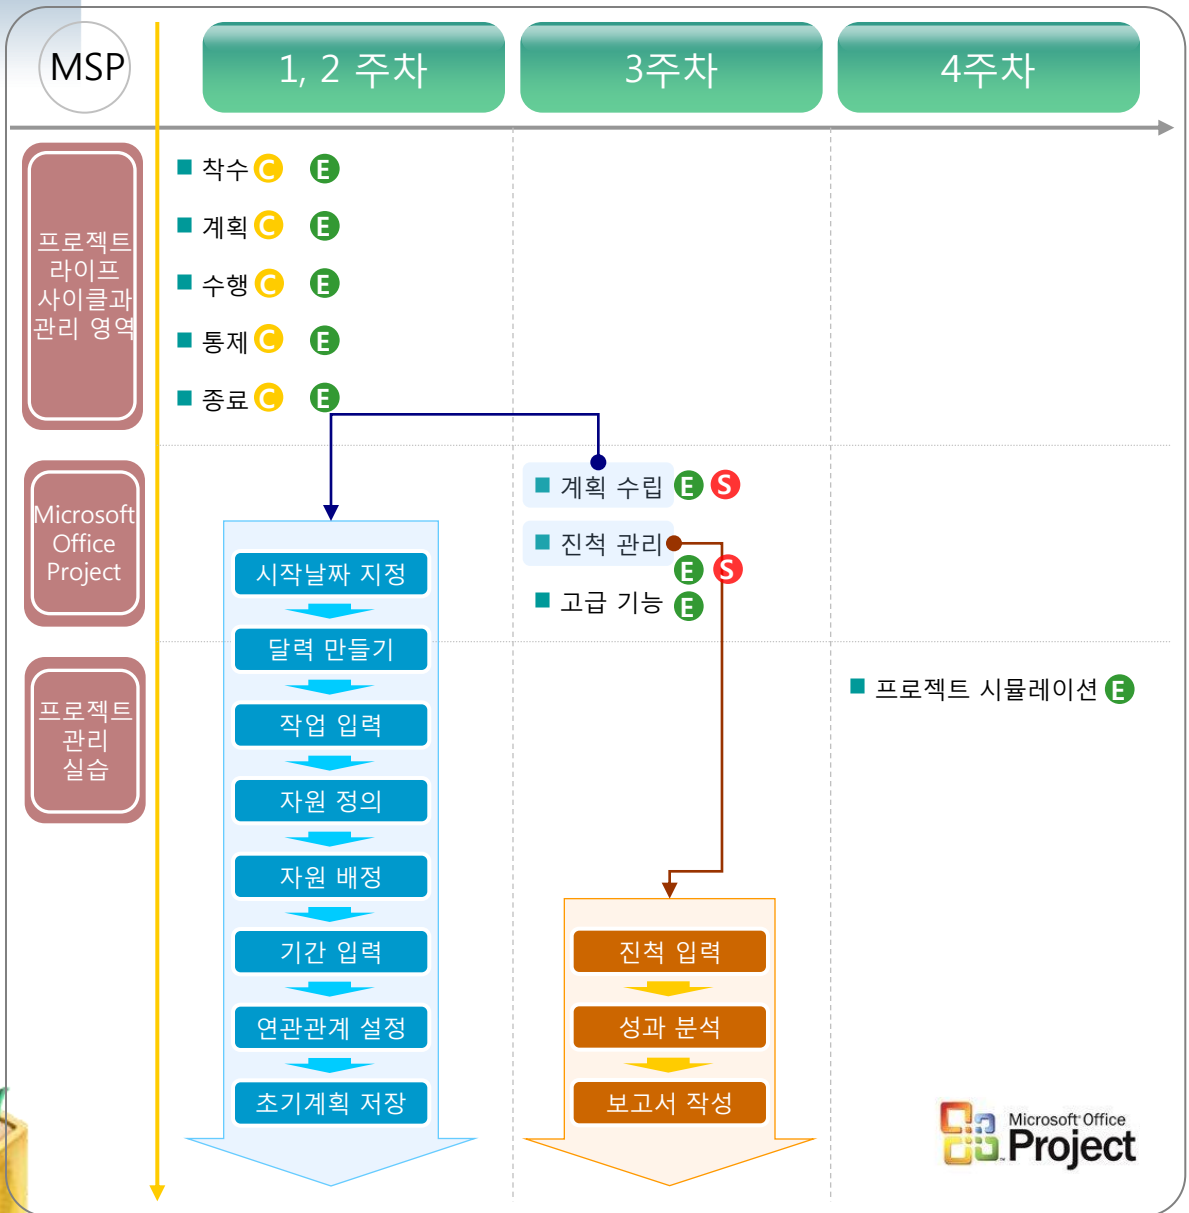 MSP
1, 2 주차
3주차
4주차
프로젝트
라이프
사이클과
관리 영역
착수 C E
계획 C E
수행 C E
통제 C E
종료 C E
Microsoft
Office
Project
계획 수립 E S
진척 관리
E S
고급 기능 E
프로젝트
관리
실습
프로젝트 시뮬레이션 E
시작날짜 지정
달력 만들기
작업 입력
자원 정의
자원 배정
기간 입력
연관관계 설정
초기계획 저장
진척 입력
성과 분석
보고서 작성
Microsoft Office
Project